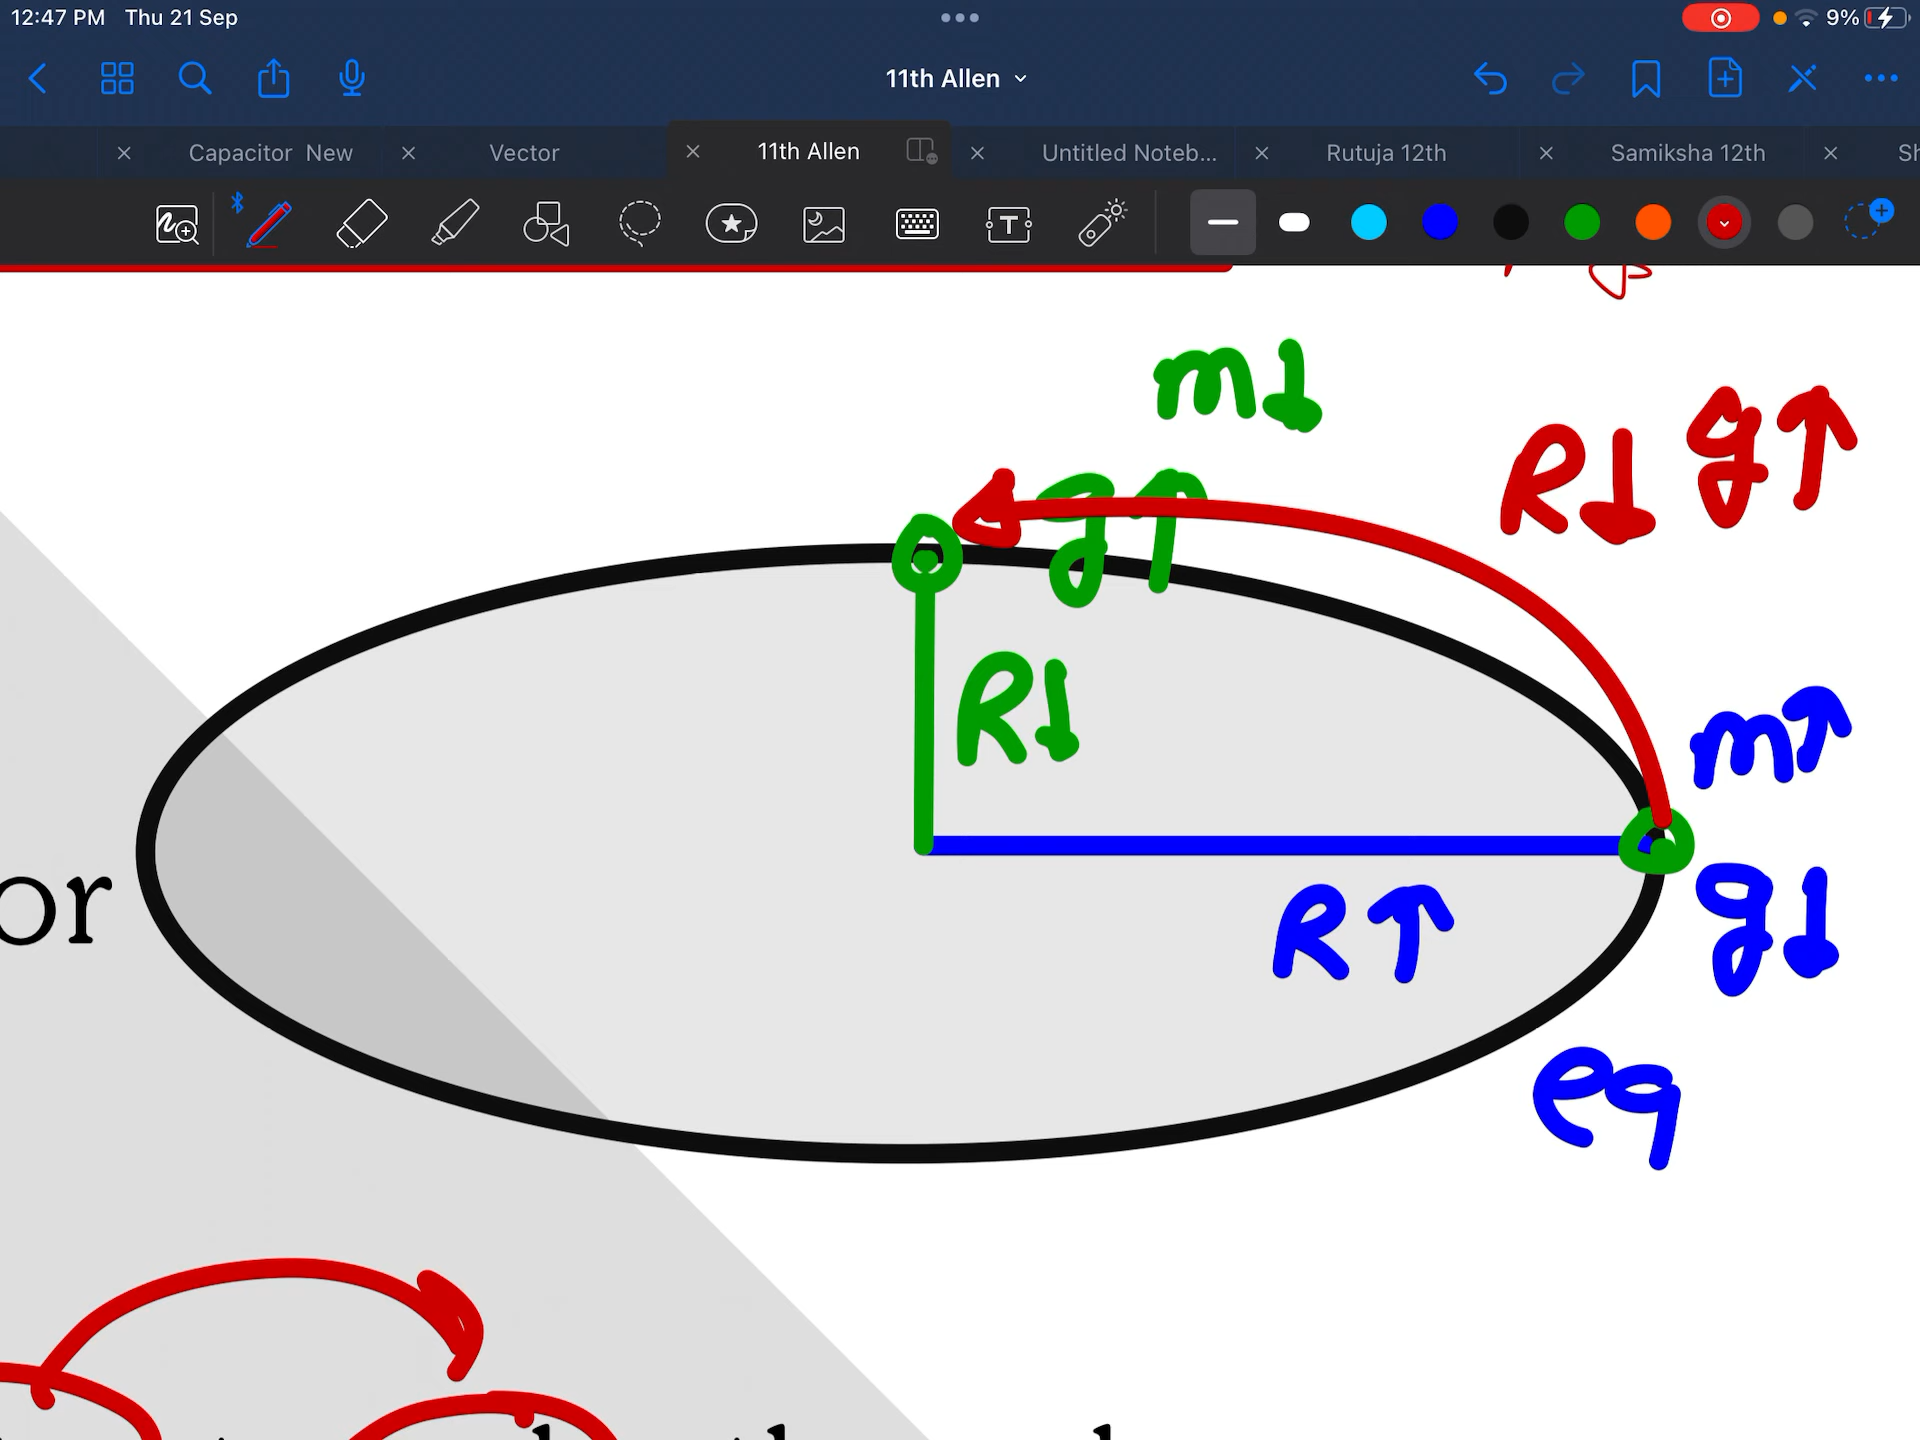 12:47 PM Thu 21 Sep
9%
11th Allen
Capacitor New
Vector
11th Allen
Untitled Noteb...
Rutuja 12th
Samiksha 12th
Sh
T
m↓
R↓ g↑
g↑
R↓
m↑
R↑
g↓
or
eq